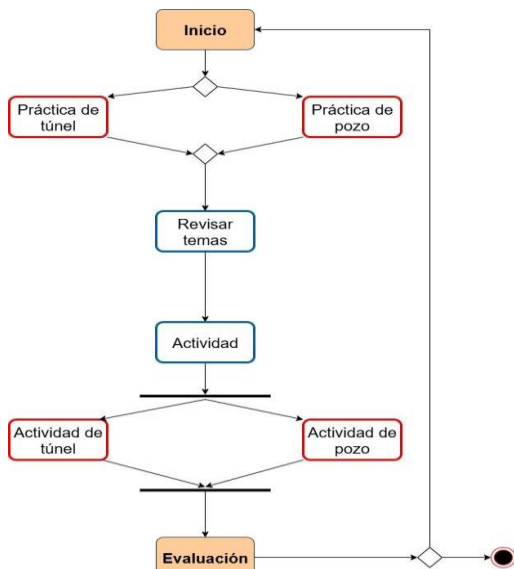 Inicio
Práctica de
túnel
Práctica de
pozo
Revisar
temas
Actividad
Actividad de
túnel
Actividad de
pozo
Evaluación